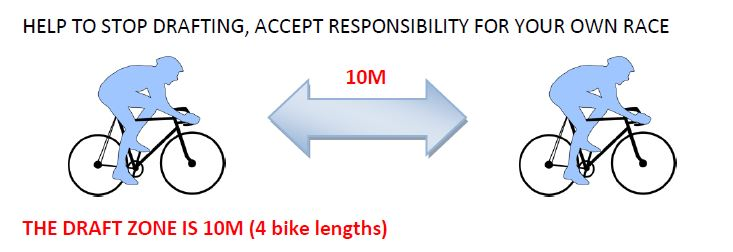 HELP TO STOP DRAFTING, ACCEPT RESPONSIBILITY FOR YOUR OWN RACE
10M
THE DRAFT ZONE IS 10M (4 bike lengths)